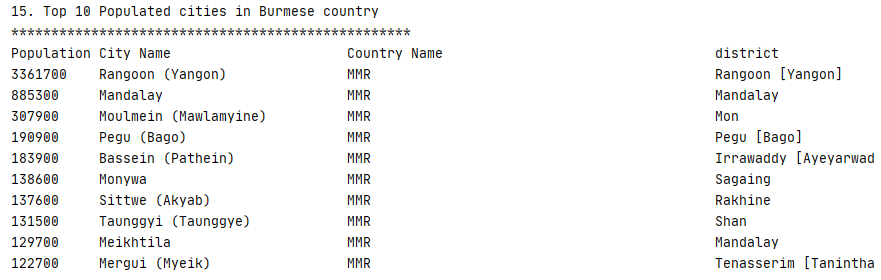 15. Top 10 Populated cities in Burmese country
**************************************************
Population City Name Country Name district
3361700 Rangoon (Yangon) MMR Rangoon [Yangon]
885300 Mandalay MMR Mandalay
307900 Moulmein (Mawlamyine) MMR Mon
190900 Pegu (Bago) MMR Pegu [Bago]
183900 Bassein (Pathein) MMR Irrawaddy [Ayeyarwad
138600 Monywa MMR Sagaing
137600 Sittwe (Akyab) MMR Rakhine
131500 Taunggyi (Taunggye) MMR Shan
129700 Meikhtila MMR Mandalay
122700 Mergui (Myeik) MMR Tenasserim [Tanintha